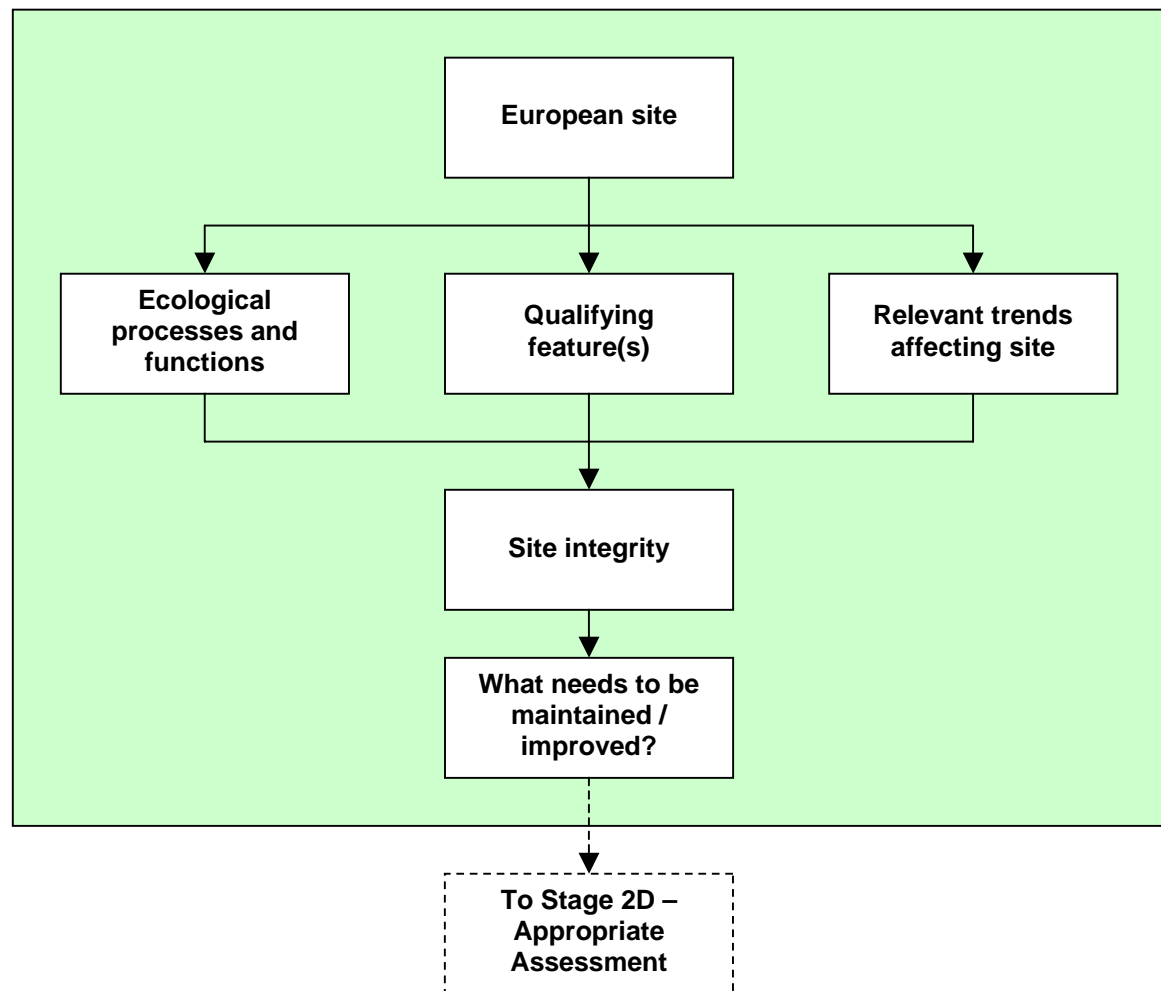 European site
Ecological
processes and
functions
Qualifying
feature(s)
Relevant trends
affecting site
Site integrity
What needs to be
maintained /
improved?
To Stage 2D –
Appropriate
Assessment